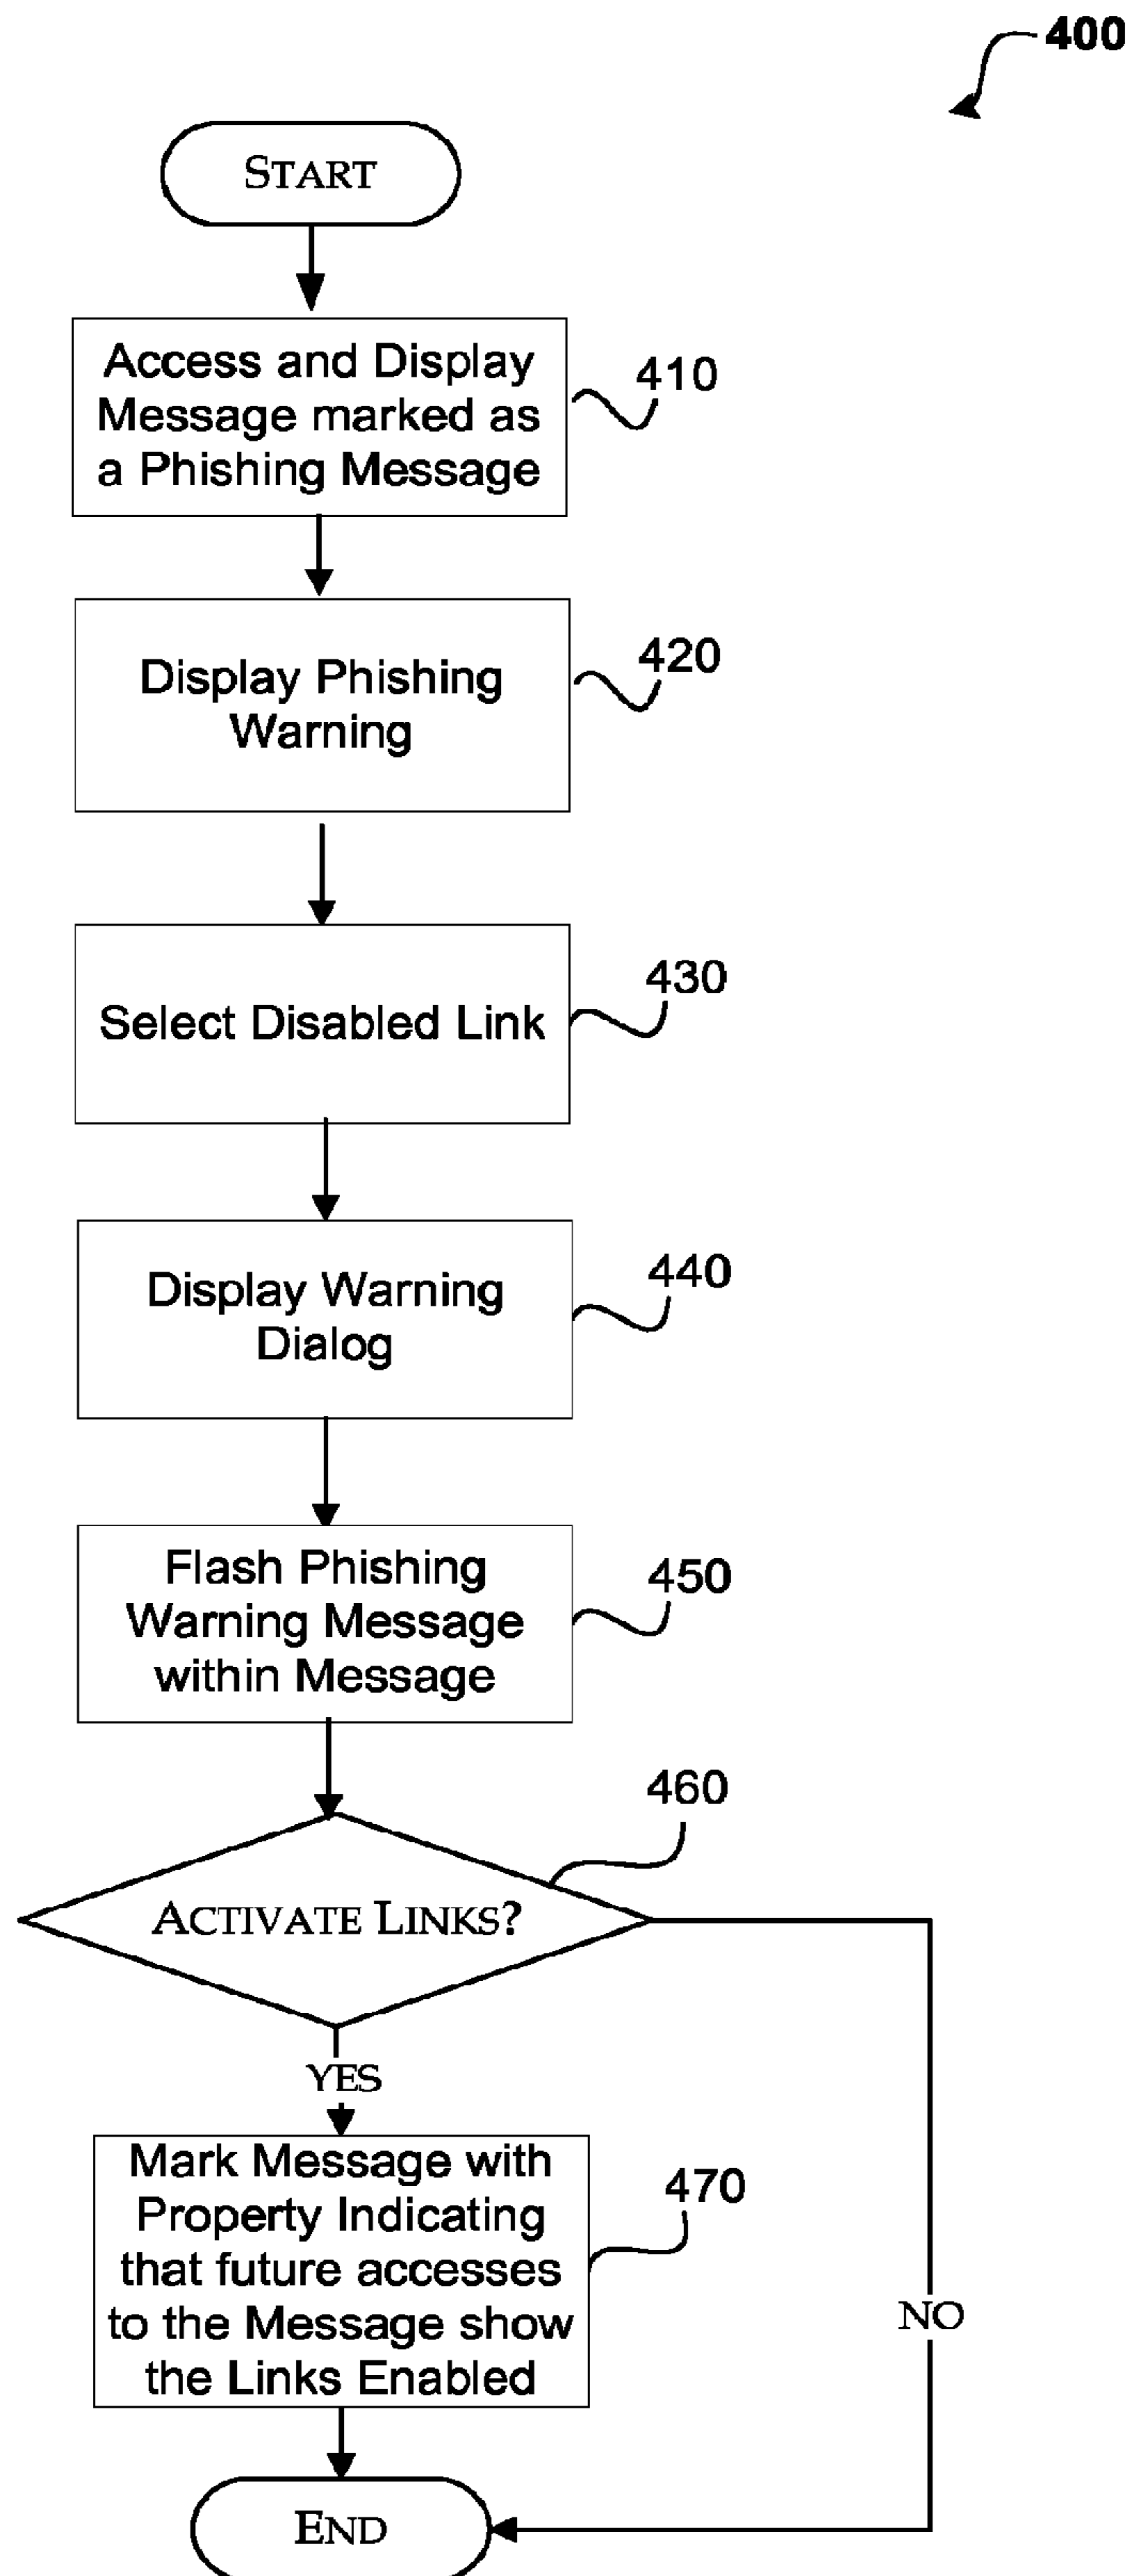 400
START
Access and Display
Message marked as
a Phishing Message
410
Display Phishing
Warning
420
Select Disabled Link
430
Display Warning
Dialog
440
Flash Phishing
Warning Message
within Message
450
ACTIVATE LINKS?
460
YES
Mark Message with
Property Indicating
that future accesses
to the Message show
the Links Enabled
470
NO
END